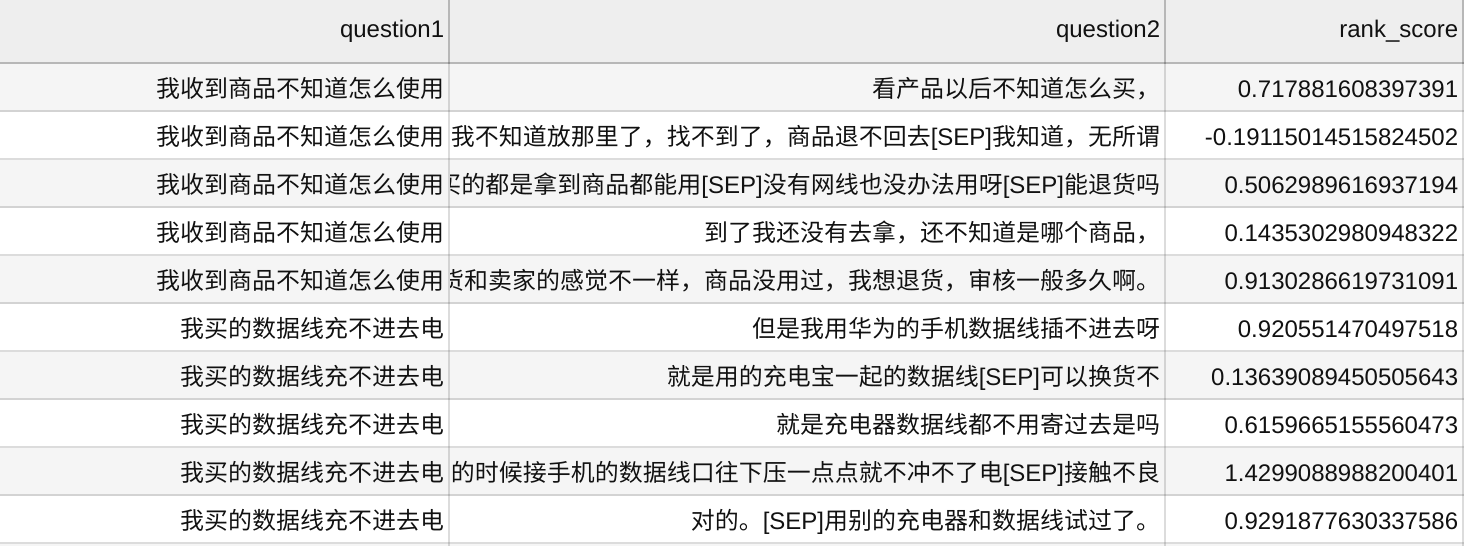 question1 question2 rank_score
我收到商品不知道怎么使用 看产品以后不知道怎么买， 0.717881608397391
我收到商品不知道怎么使用 我不知道放那里了，找不到了，商品退不回去[SEP]我知道，无所谓 -0.19115014515824502
我收到商品不知道怎么使用 买的都是拿到商品都能用[SEP]没有网线也没办法用呀[SEP]能退货吗 0.5062989616937194
我收到商品不知道怎么使用 到了我还没有去拿，还不知道是哪个商品， 0.1435302980948322
我收到商品不知道怎么使用 货和卖家的感觉不一样，商品没用过，我想退货，审核一般多久啊。 0.9130286619731091
我买的数据线充不进去电 但是我用华为的手机数据线插不进去呀 0.920551470497518
我买的数据线充不进去电 就是用的充电宝一起的数据线[SEP]可以换货不 0.13639089450505643
我买的数据线充不进去电 就是充电器数据线都不用寄过去是吗 0.6159665155560473
我买的数据线充不进去电 的时候接手机的数据线口往下压一点点就不冲不了电[SEP]接触不良 1.4299088988200401
我买的数据线充不进去电 对的。[SEP]用别的充电器和数据线试过了。 0.9291877630337586